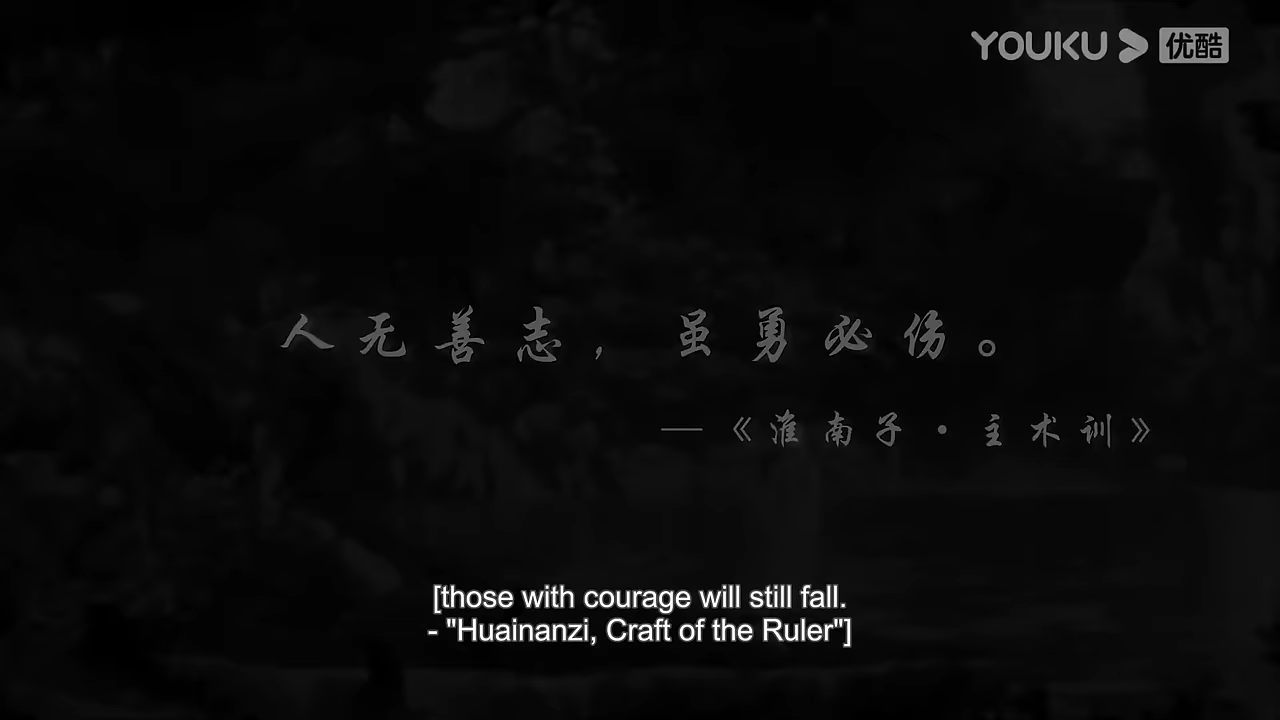 YOUKU 优酷
人无善志，虽勇必伤。
—《淮南子·主术训》
[those with courage will still fall.
- "Huainanzi, Craft of the Ruler"]